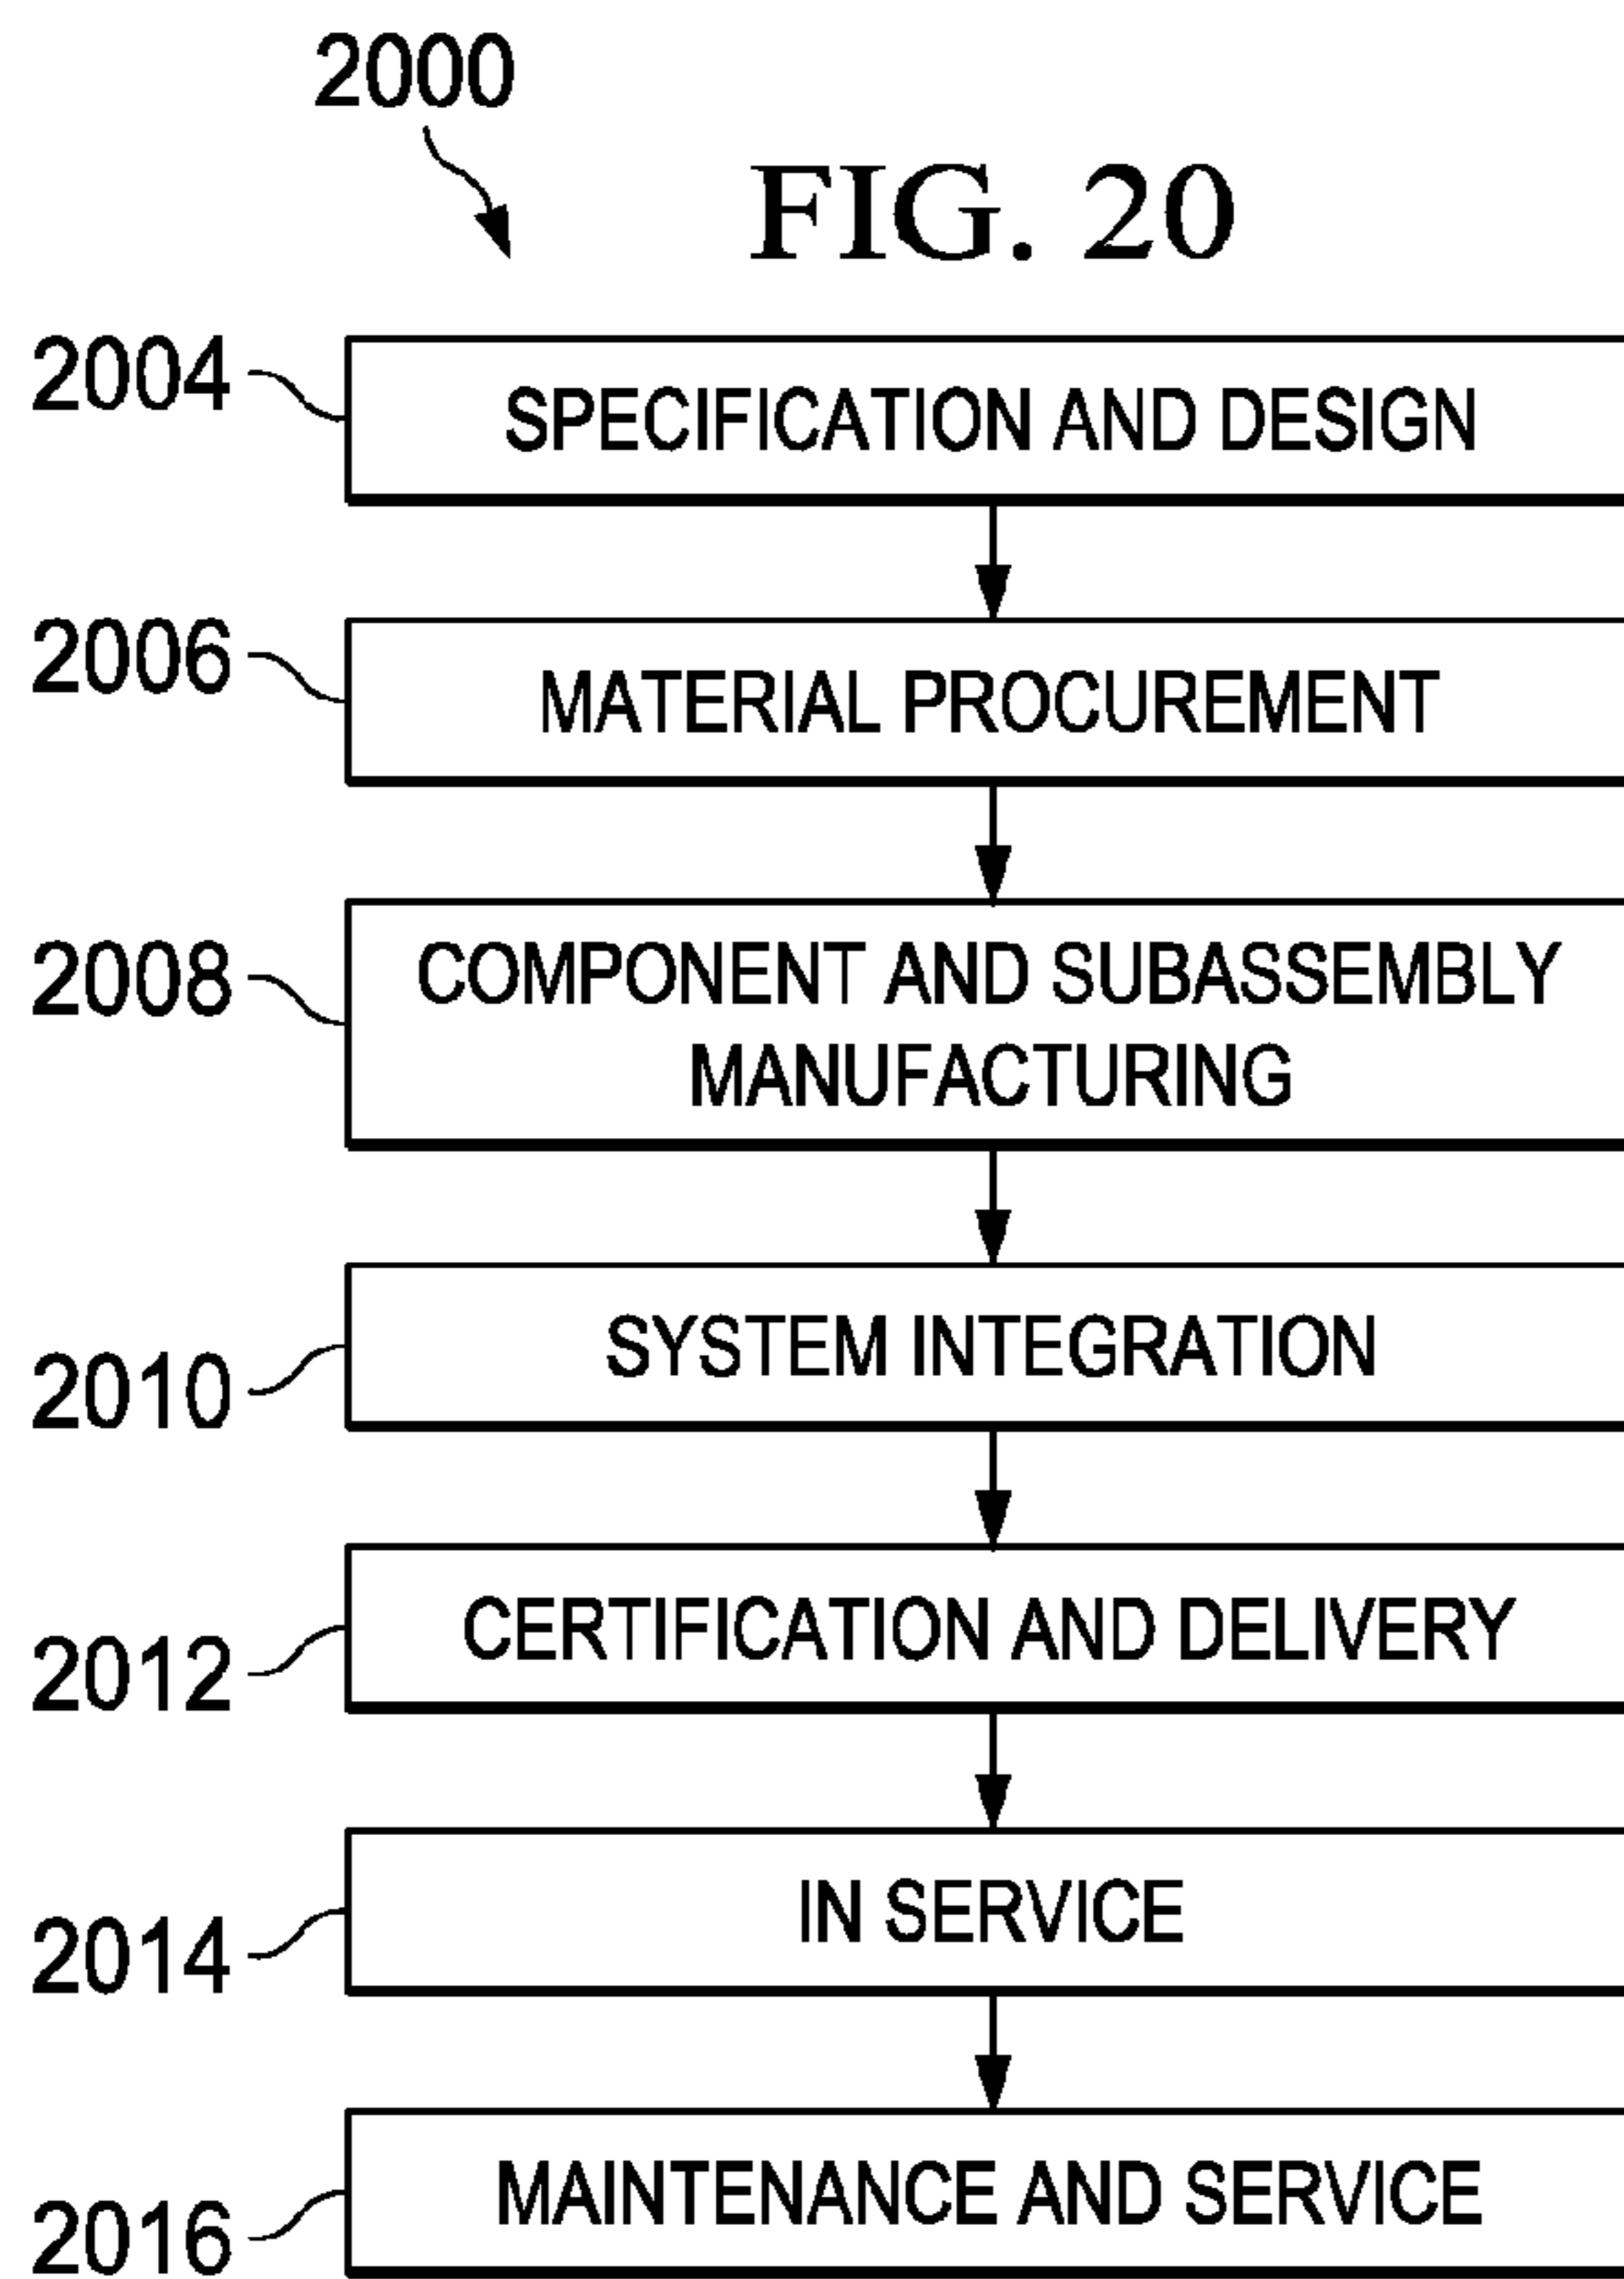 2000
FIG. 20
2004
SPECIFICATION AND DESIGN
2006
MATERIAL PROCUREMENT
2008
COMPONENT AND SUBASSEMBLY
MANUFACTURING
2010
SYSTEM INTEGRATION
2012
CERTIFICATION AND DELIVERY
2014
IN SERVICE
2016
MAINTENANCE AND SERVICE